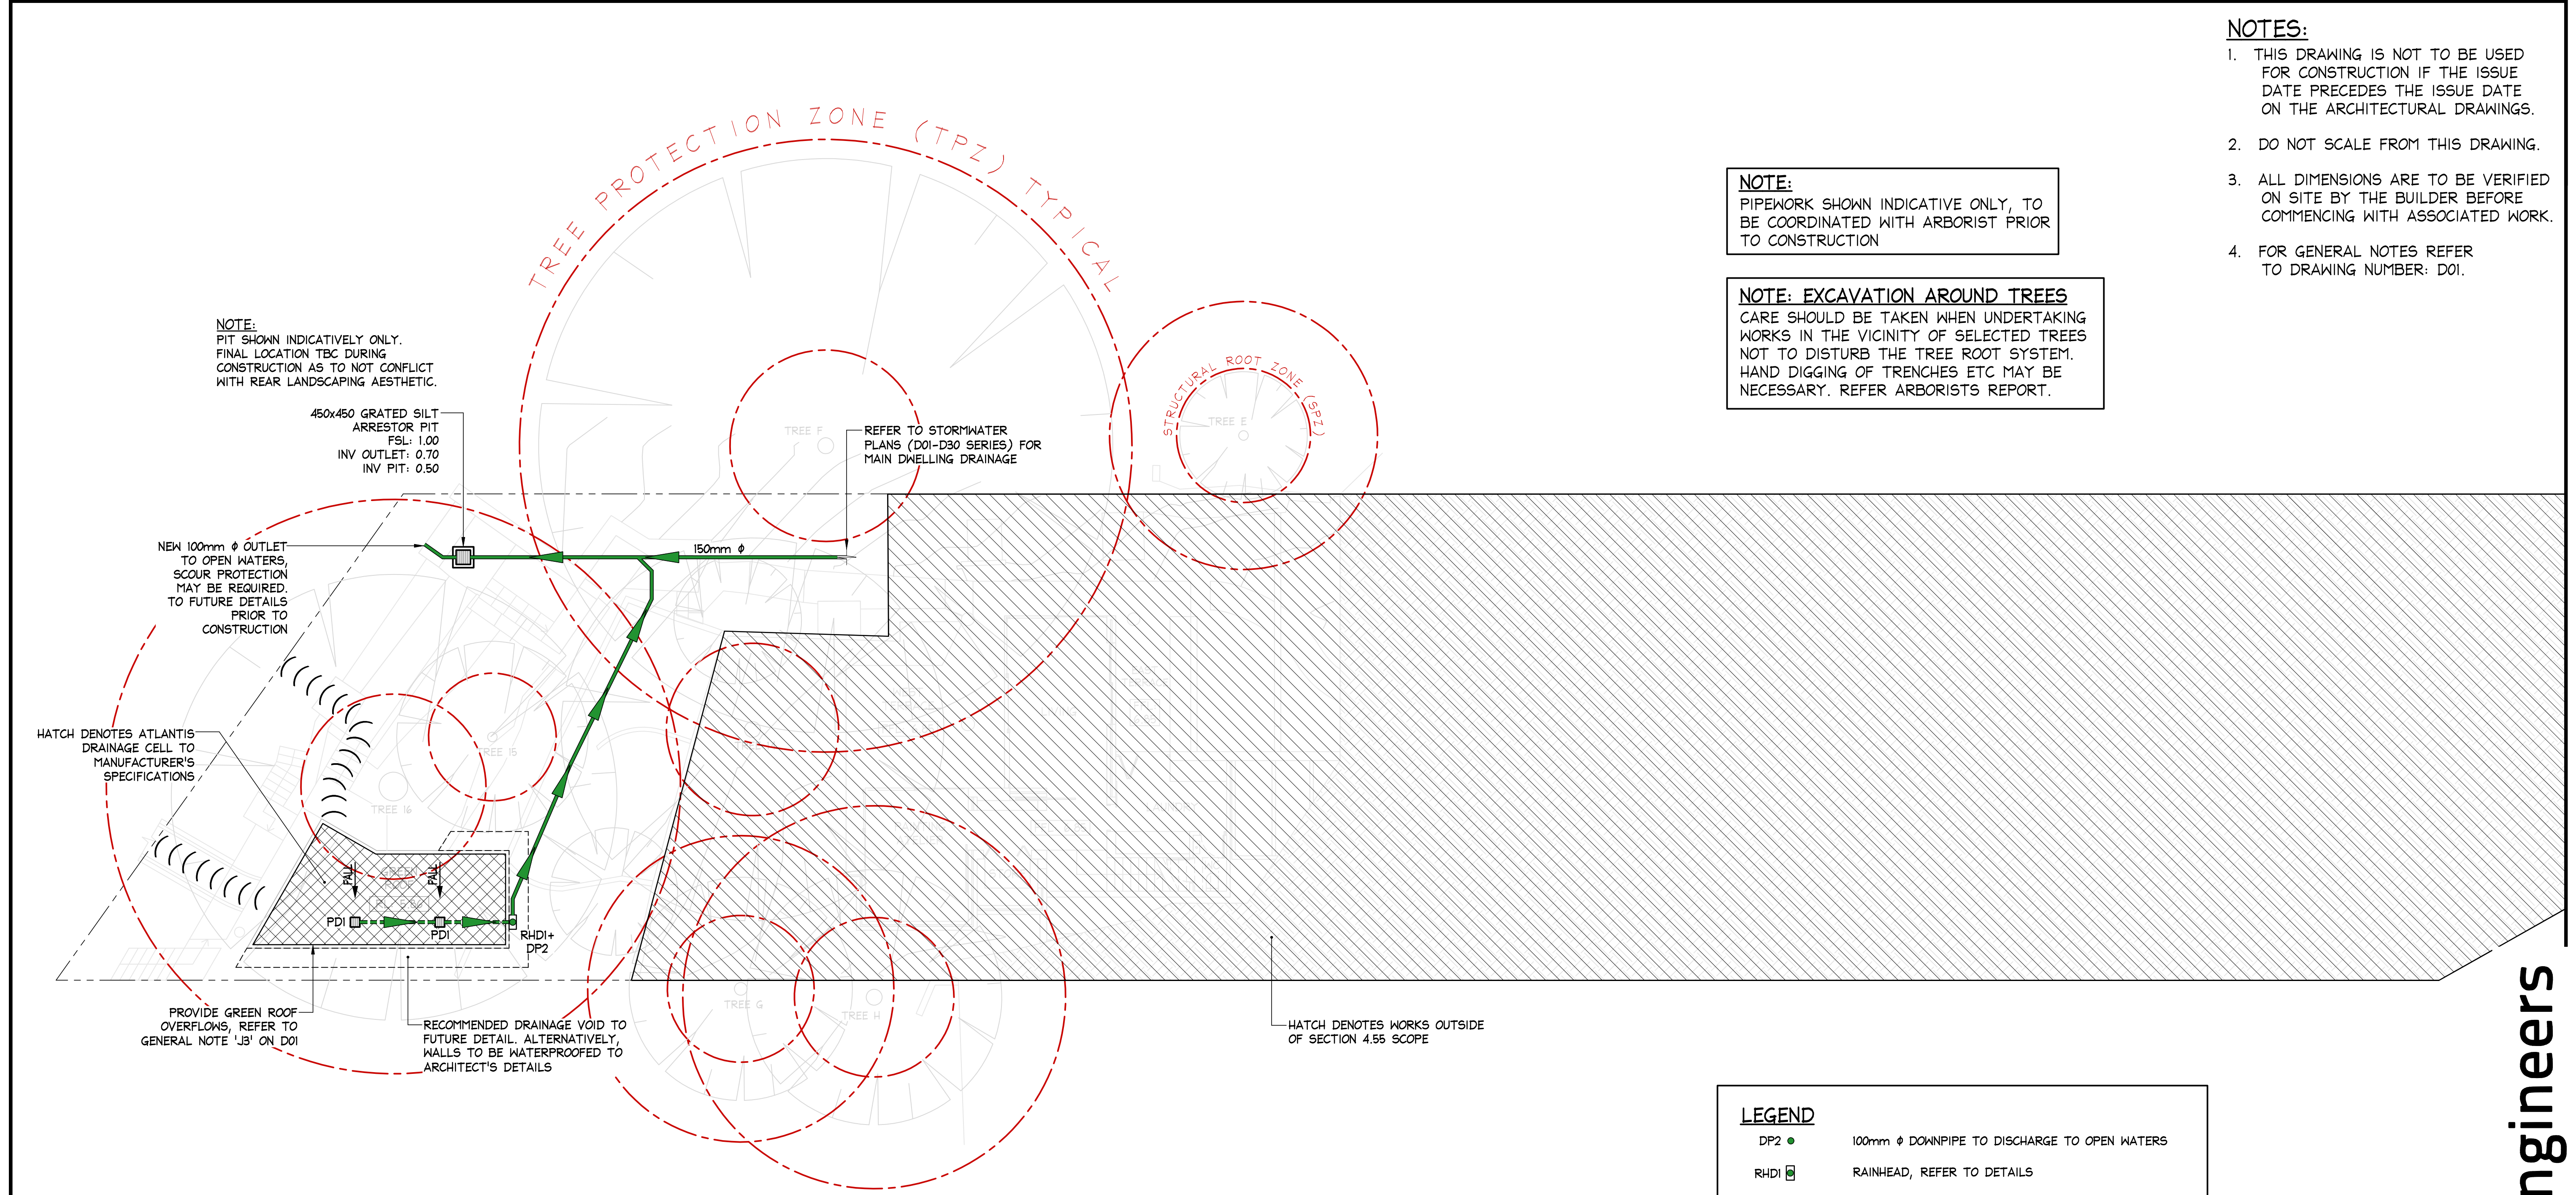 NOTES:
1. THIS DRAWING IS NOT TO BE USED
FOR CONSTRUCTION IF THE ISSUE
DATE PRECEDES THE ISSUE DATE
ON THE ARCHITECTURAL DRAWINGS.
2. DO NOT SCALE FROM THIS DRAWING.
3. ALL DIMENSIONS ARE TO BE VERIFIED
ON SITE BY THE BUILDER BEFORE
COMMENCING WITH ASSOCIATED WORK.
4. FOR GENERAL NOTES REFER
TO DRAWING NUMBER: D01.
TREE PROTECTION ZONE (TPZ) TYPICAL
NOTE:
PIPEWORK SHOWN INDICATIVE ONLY, TO
BE COORDINATED WITH ARBORIST PRIOR
TO CONSTRUCTION
NOTE: EXCAVATION AROUND TREES
CARE SHOULD BE TAKEN WHEN UNDERTAKING
WORKS IN THE VICINITY OF SELECTED TREES
NOT TO DISTURB THE TREE ROOT SYSTEM.
HAND DIGGING OF TRENCHES ETC MAY BE
NECESSARY. REFER ARBORISTS REPORT.
NOTE:
PIT SHOWN INDICATIVELY ONLY.
FINAL LOCATION TBC DURING
CONSTRUCTION AS TO NOT CONFLICT
WITH REAR LANDSCAPING AESTHETIC.
450x450 GRATED SILT
ARRESTOR PIT
FSL: 1.00
INV OUTLET: 0.70
INV PIT: 0.50
TREE F
REFER TO STORMWATER
PLANS (D01-D30 SERIES) FOR
MAIN DWELLING DRAINAGE
STRUCTURAL ROOT ZONE (SPZ)
TREE E
NEW 100mm ϕ OUTLET
TO OPEN WATERS,
SCOUR PROTECTION
MAY BE REQUIRED.
TO FUTURE DETAILS
PRIOR TO
CONSTRUCTION
150mm ϕ
HATCH DENOTES ATLANTIS
DRAINAGE CELL TO
MANUFACTURER'S
SPECIFICATIONS
TREE 15
TREE 16
FALL
FALL
GREEN
ROOF
RL 5.80
PD1
PD1
RHD1+
DP2
PROVIDE GREEN ROOF
OVERFLOWS, REFER TO
GENERAL NOTE 'J3' ON D01
RECOMMENDED DRAINAGE VOID TO
FUTURE DETAIL. ALTERNATIVELY,
WALLS TO BE WATERPROOFED TO
ARCHITECT'S DETAILS
TREE G
TREE H
HATCH DENOTES WORKS OUTSIDE
OF SECTION 4.55 SCOPE
LEGEND
DP2 100mm ϕ DOWNPIPE TO DISCHARGE TO OPEN WATERS
RHD1 RAINHEAD, REFER TO DETAILS
ngineers